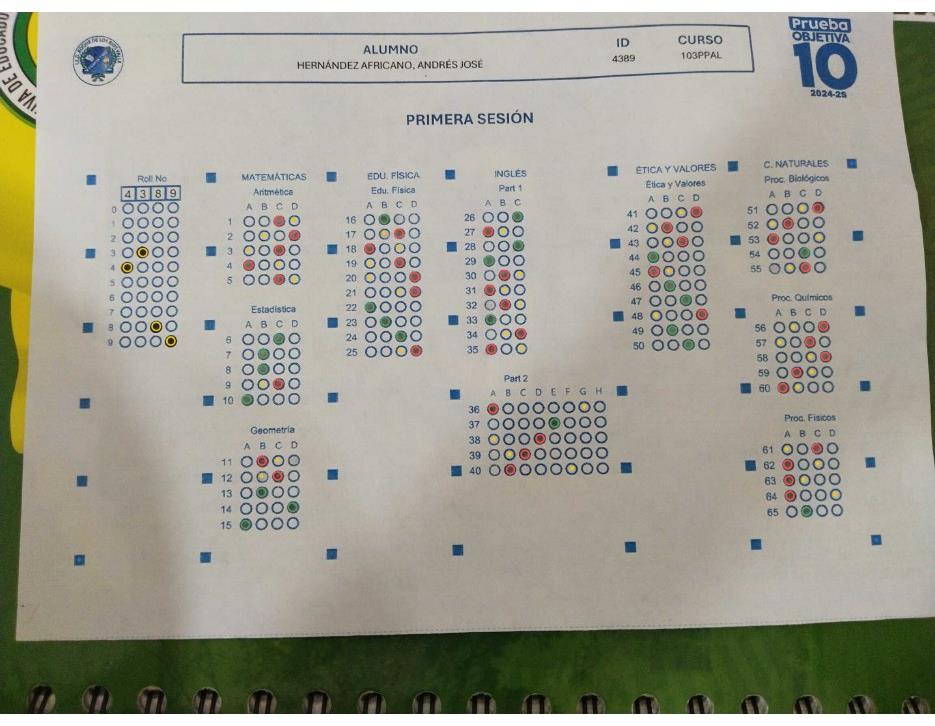 Prueba
OBJETIVA
10
2024-25
ALUMNO
HERNÁNDEZ AFRICANO, ANDRÉS JOSÉ
ID
4389
CURSO
103PPAL
PRIMERA SESIÓN
Roll No
4 3 8 9
0
1
2
3
4
5
6
7
8
9
MATEMÁTICAS
Aritmética
A B C D
1
2
3
4
5
Estadística
A B C D
6
7
8
9
10
Geometría
A B C D
11
12
13
14
15
EDU. FÍSICA
Edu. Física
A B C D
16
17
18
19
20
21
22
23
24
25
INGLÉS
Part 1
A B C
26
27
28
29
30
31
32
33
34
35
Part 2
A B C D E F G H
36
37
38
39
40
ÉTICA Y VALORES
Ética y Valores
A B C D
41
42
43
44
45
46
47
48
49
50
C. NATURALES
Proc. Biológicos
A B C D
51
52
53
54
55
Proc. Químicos
A B C D
56
57
58
59
60
Proc. Físicos
A B C D
61
62
63
64
65